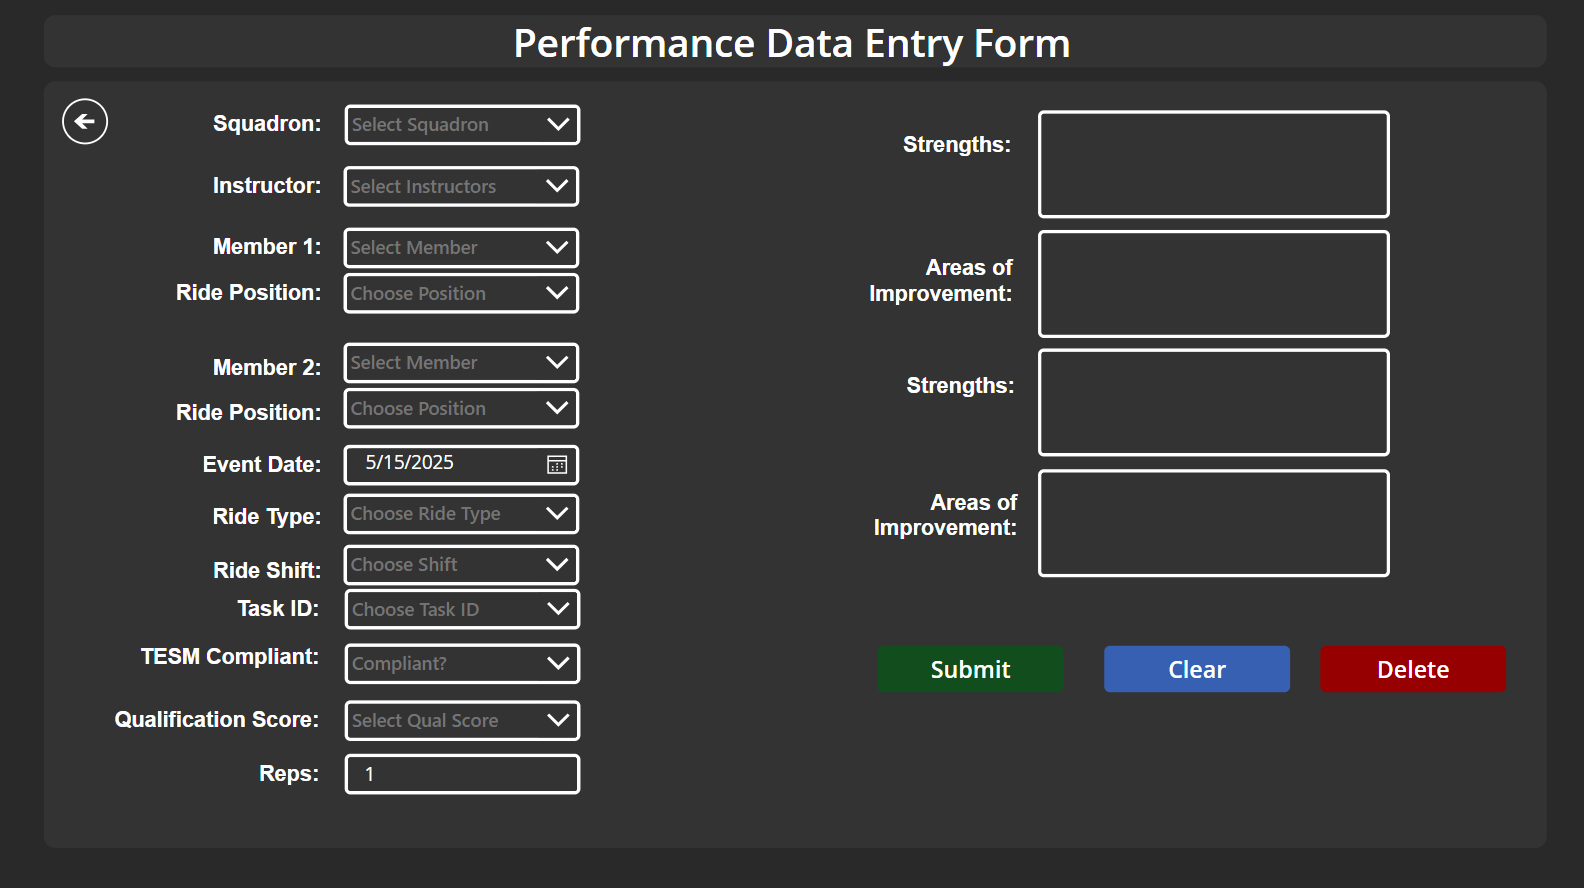 Performance Data Entry Form
Squadron: Select Squadron
Instructor: Select Instructors
Member 1: Select Member
Ride Position: Choose Position
Member 2: Select Member
Ride Position: Choose Position
Event Date: 5/15/2025
Ride Type: Choose Ride Type
Ride Shift: Choose Shift
Task ID: Choose Task ID
TESM Compliant: Compliant?
Qualification Score: Select Qual Score
Reps: 1
Strengths:
Areas of
Improvement:
Strengths:
Areas of
Improvement:
Submit Clear Delete